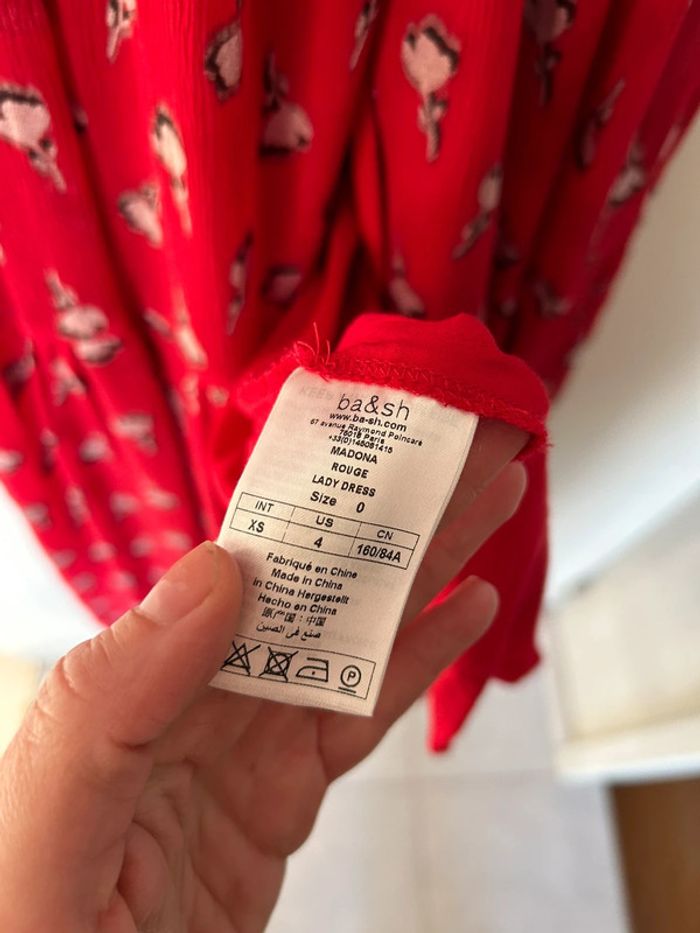 ba&sh
www.ba-sh.com
67 avenue Raymond Poincaré
75016 Paris
+33(0)145081415
MADONA
ROUGE
LADY DRESS
Size 0
INT US CN
XS 4 160/84A
Fabriqué en Chine
Made in China
in China Hergestellt
Hecho en China
原产国：中国
صنع في الصين
P